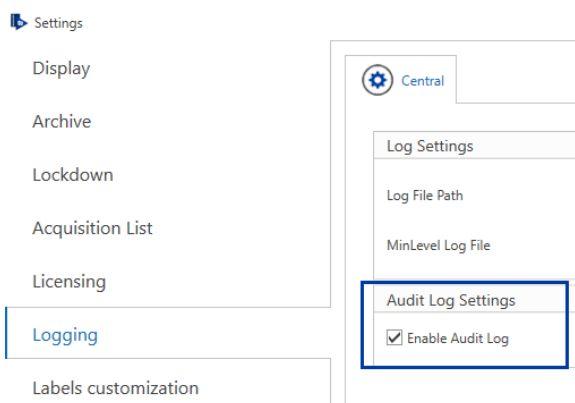 Settings
Display
Archive
Lockdown
Acquisition List
Licensing
Logging
Labels customization
Central
Log Settings
Log File Path
MinLevel Log File
Audit Log Settings
Enable Audit Log